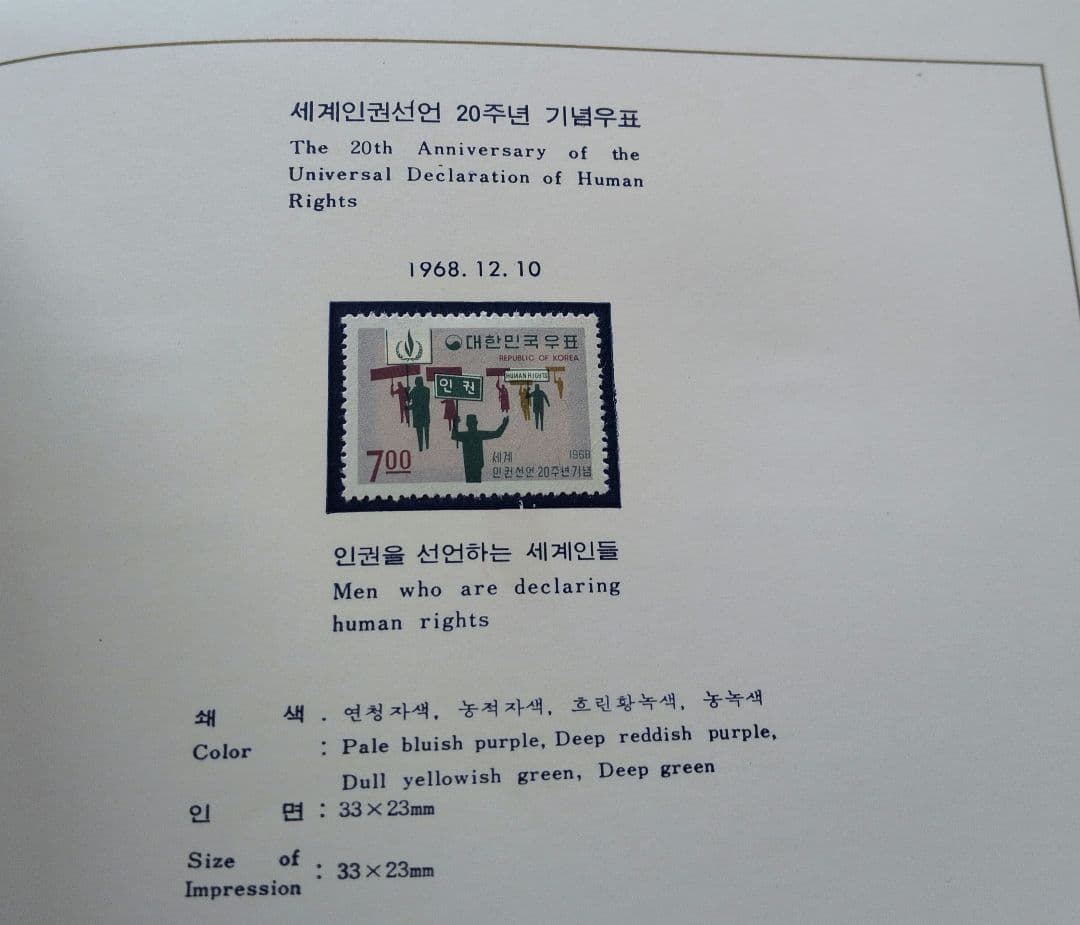 세계인권선언 20주년 기념우표
The 20th Anniversary of the
Universal Declaration of Human
Rights
1968. 12. 10
대한민국우표
REPUBLIC OF KOREA
인권
HUMAN RIGHTS
700
세계 1968
인권선언20주년기념
인권을 선언하는 세계인들
Men who are declaring
human rights
쇄 색 . 연청자색, 농적자색, 흐린황녹색, 농녹색
Color : Pale bluish purple, Deep reddish purple,
Dull yellowish green, Deep green
인 면 : 33×23mm
Size of
Impression : 33×23mm